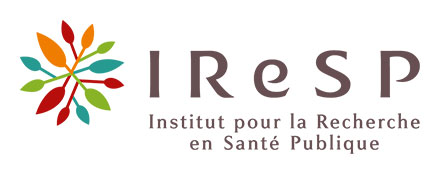 IReSP
Institut pour la Recherche
en Santé Publique